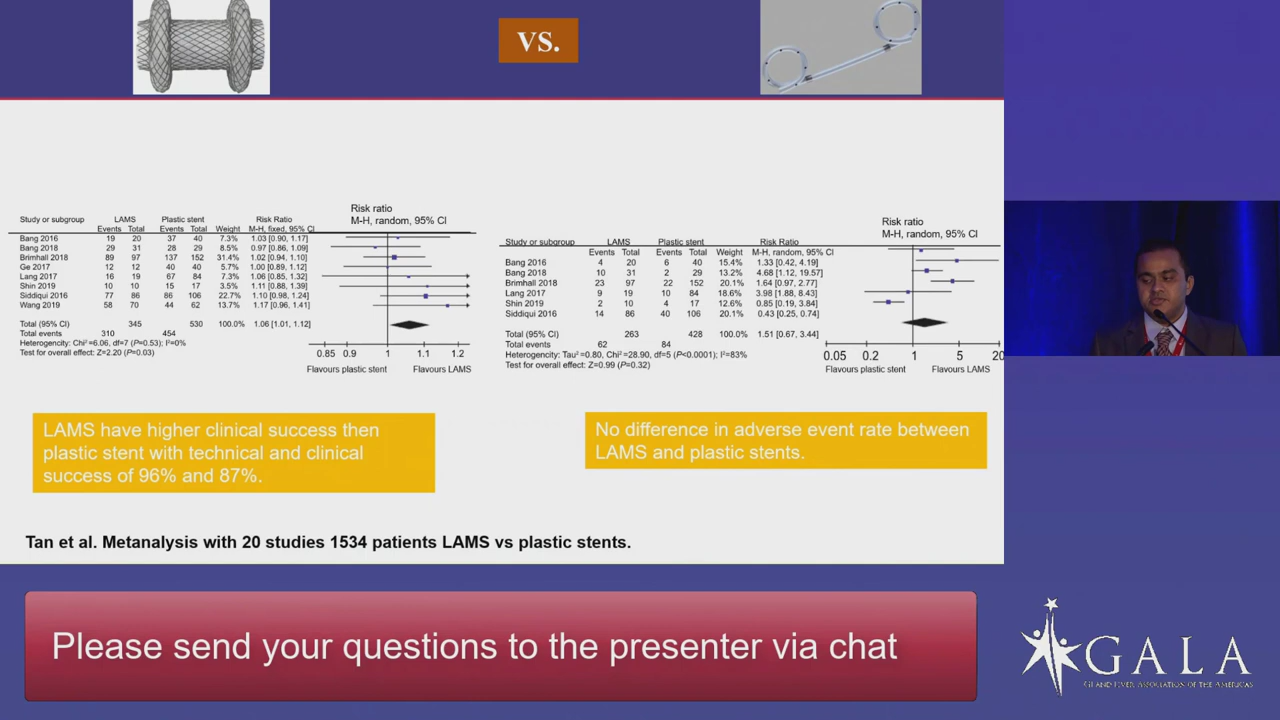 VS.
Risk ratio
M-H, random, 95% CI
Study or subgroup LAMS Plastic stent Risk Ratio
Events Total Events Total Weight M-H, fixed, 95% CI
Bang 2016 19 20 37 40 7.3% 1.03 [0.90, 1.17]
Bang 2018 29 31 28 29 8.5% 0.97 [0.86, 1.09]
Brimhall 2018 89 97 137 152 31.4% 1.02 [0.94, 1.10]
Ge 2017 12 12 40 40 5.7% 1.00 [0.89, 1.12]
Lang 2017 16 19 67 84 7.3% 1.06 [0.85, 1.32]
Shin 2019 10 10 15 17 3.5% 1.11 [0.88, 1.39]
Siddiqui 2016 77 86 86 106 22.7% 1.10 [0.98, 1.24]
Wang 2019 58 70 44 62 13.7% 1.17 [0.96, 1.41]
Total (95% CI) 345 530 100.0% 1.06 [1.01, 1.12]
Total events 310 454
Heterogeneity: Chi²=6.06, df=7 (P=0.53); I²=0%
Test for overall effect: Z=2.20 (P=0.03)
0.85 0.9 1 1.1 1.2
Flavours plastic stent Flavours LAMS
Risk ratio
M-H, random, 95% CI
Study or subgroup LAMS Plastic stent Risk Ratio
Events Total Events Total Weight M-H, random, 95% CI
Bang 2016 4 20 6 40 15.4% 1.33 [0.42, 4.19]
Bang 2018 10 31 2 29 13.2% 4.68 [1.12, 19.57]
Brimhall 2018 23 97 22 152 20.1% 1.64 [0.97, 2.77]
Lang 2017 9 19 10 84 18.6% 3.98 [1.88, 8.43]
Shin 2019 2 10 4 17 12.6% 0.85 [0.19, 3.84]
Siddiqui 2016 14 86 40 106 20.1% 0.43 [0.25, 0.74]
Total (95% CI) 263 428 100.0% 1.51 [0.67, 3.44]
Total events 62 84
Heterogencity: Tau²=0.80, Chi²=28.90, df=5 (P<0.0001); I²=83%
Test for overall effect: Z=0.99 (P=0.32)
0.05 0.2 1 5 20
Flavours plastic stent Flavours LAMS
LAMS have higher clinical success then
plastic stent with technical and clinical
success of 96% and 87%.
No difference in adverse event rate between
LAMS and plastic stents.
Tan et al. Metanalysis with 20 studies 1534 patients LAMS vs plastic stents.
Please send your questions to the presenter via chat
GALA
GI AND LIVER ASSOCIATION OF THE AMERICAS